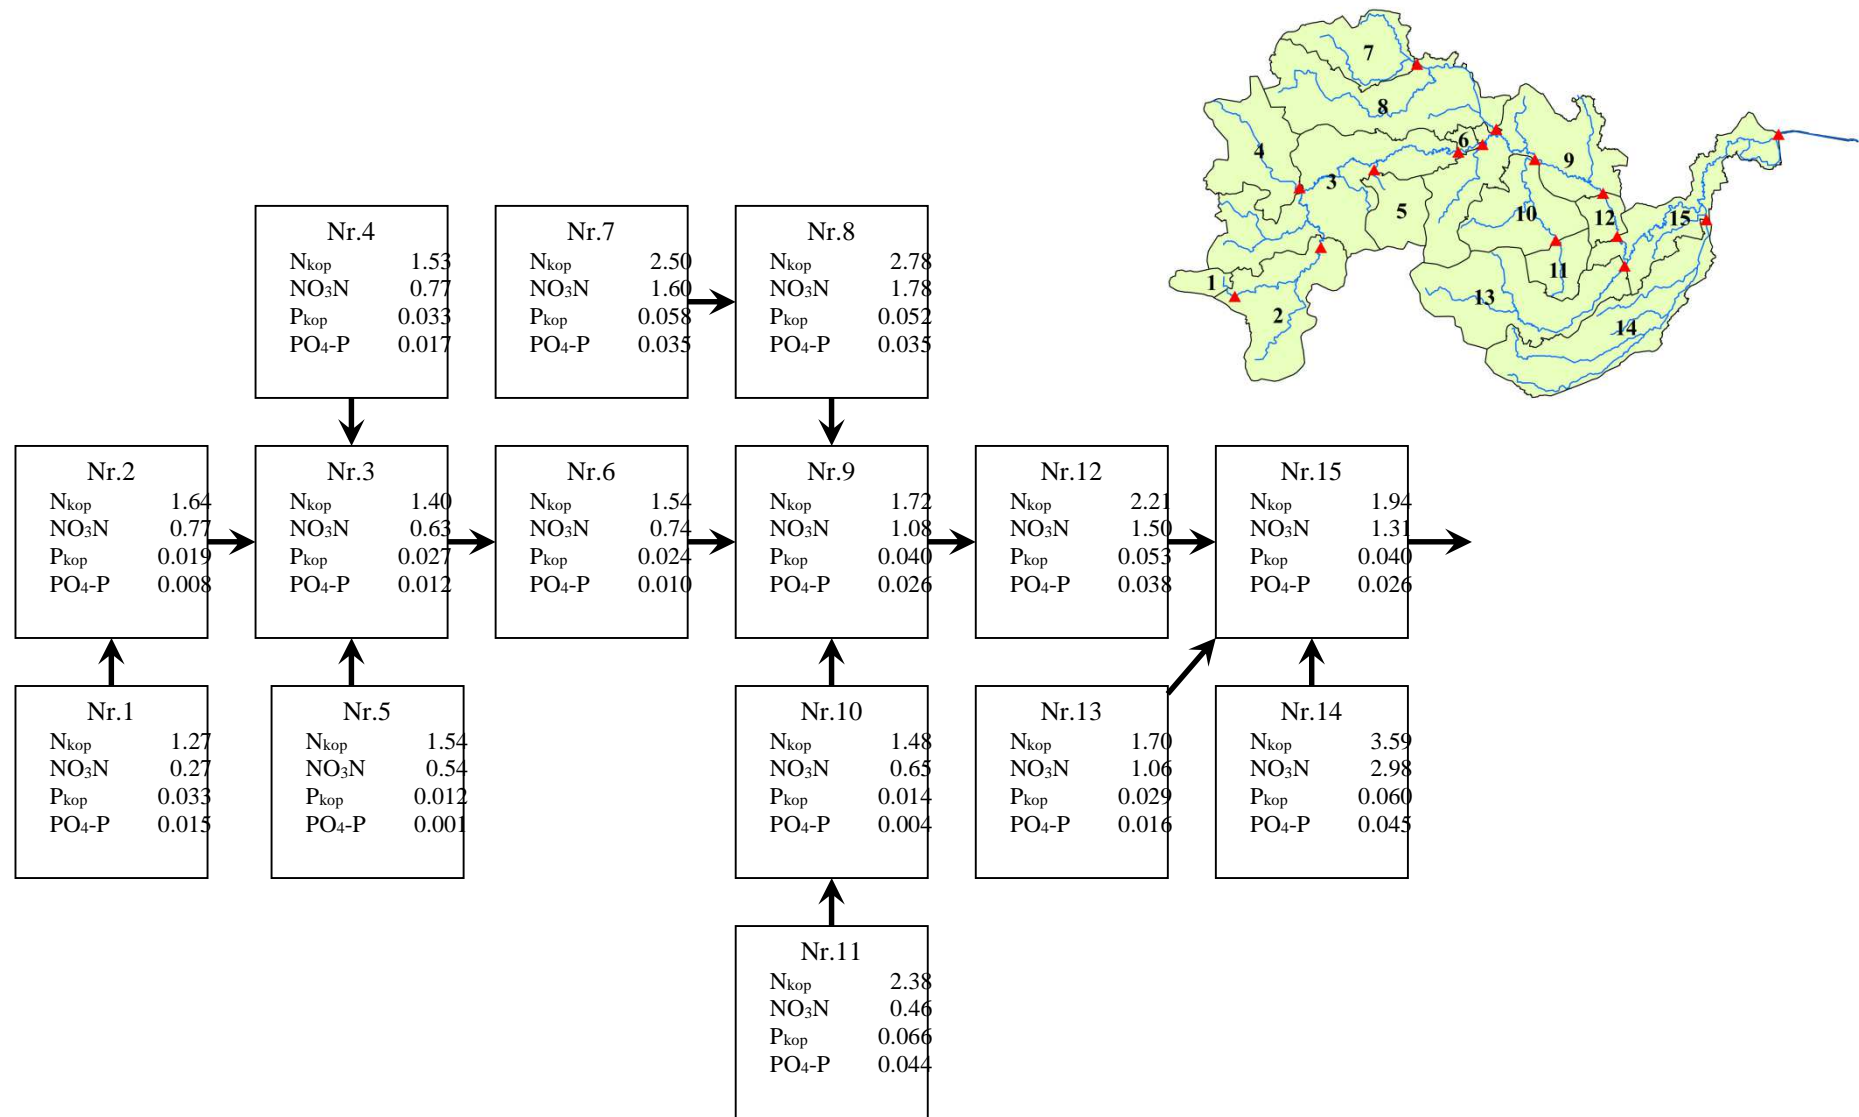 Nr.4
Nkop 1.53
NO3N 0.77
Pkop 0.033
PO4-P 0.017
Nr.7
Nkop 2.50
NO3N 1.60
Pkop 0.058
PO4-P 0.035
Nr.8
Nkop 2.78
NO3N 1.78
Pkop 0.052
PO4-P 0.035
7
8
6
4
9
3
5
10
12
15
1
11
13
2
14
Nr.2
Nkop 1.64
NO3N 0.77
Pkop 0.019
PO4-P 0.008
Nr.3
Nkop 1.40
NO3N 0.63
Pkop 0.027
PO4-P 0.012
Nr.6
Nkop 1.54
NO3N 0.74
Pkop 0.024
PO4-P 0.010
Nr.9
Nkop 1.72
NO3N 1.08
Pkop 0.040
PO4-P 0.026
Nr.12
Nkop 2.21
NO3N 1.50
Pkop 0.053
PO4-P 0.038
Nr.15
Nkop 1.94
NO3N 1.31
Pkop 0.040
PO4-P 0.026
Nr.1
Nkop 1.27
NO3N 0.27
Pkop 0.033
PO4-P 0.015
Nr.5
Nkop 1.54
NO3N 0.54
Pkop 0.012
PO4-P 0.001
Nr.10
Nkop 1.48
NO3N 0.65
Pkop 0.014
PO4-P 0.004
Nr.13
Nkop 1.70
NO3N 1.06
Pkop 0.029
PO4-P 0.016
Nr.14
Nkop 3.59
NO3N 2.98
Pkop 0.060
PO4-P 0.045
Nr.11
Nkop 2.38
NO3N 0.46
Pkop 0.066
PO4-P 0.044